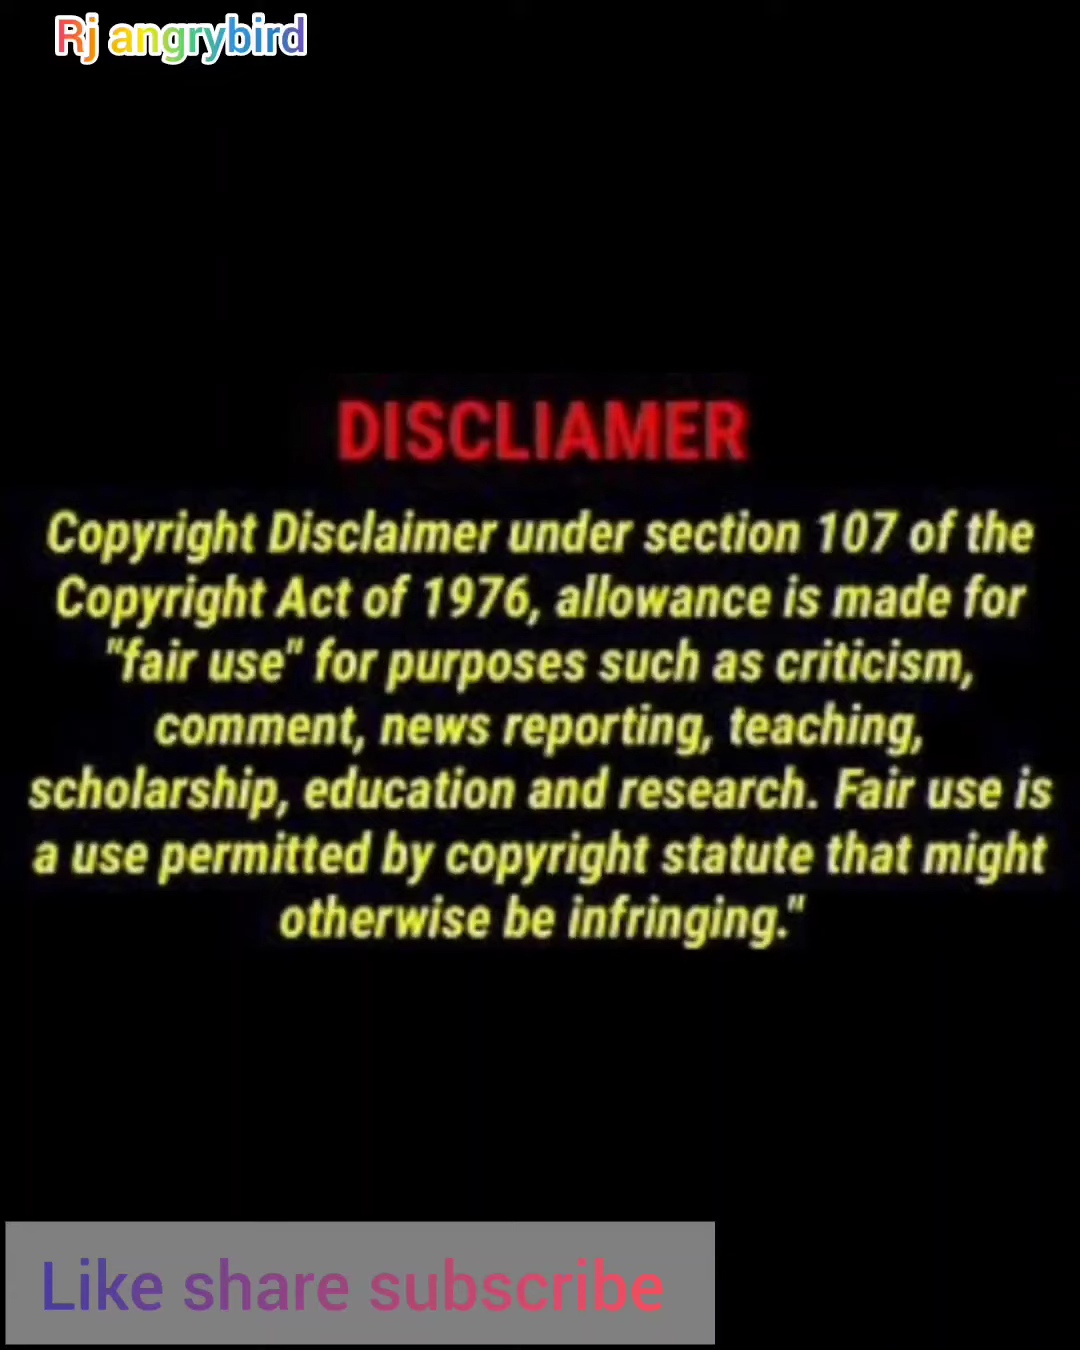 Rj angrybird
DISCLIAMER
Copyright Disclaimer under section 107 of the
Copyright Act of 1976, allowance is made for
"fair use" for purposes such as criticism,
comment, news reporting, teaching,
scholarship, education and research. Fair use is
a use permitted by copyright statute that might
otherwise be infringing."
Like share subscribe